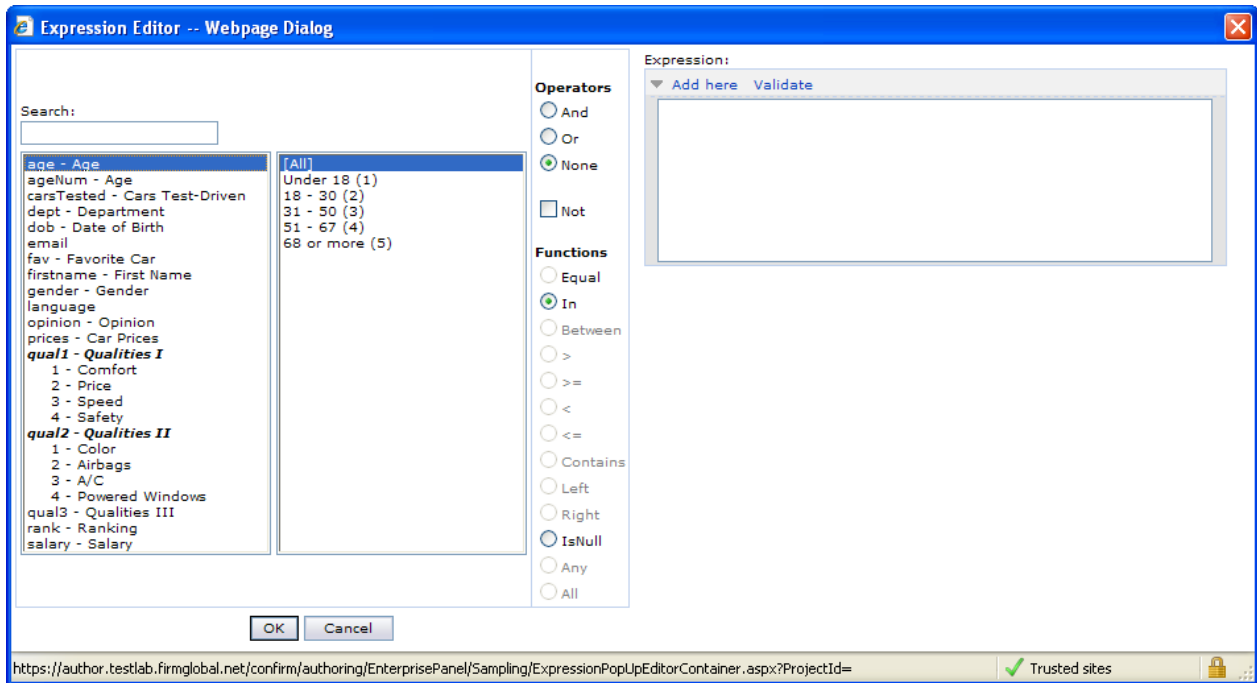 Expression Editor -- Webpage Dialog
Search:
age - Age
ageNum - Age
carsTested - Cars Test-Driven
dept - Department
dob - Date of Birth
email
fav - Favorite Car
firstname - First Name
gender - Gender
language
opinion - Opinion
prices - Car Prices
qual1 - Qualities I
1 - Comfort
2 - Price
3 - Speed
4 - Safety
qual2 - Qualities II
1 - Color
2 - Airbags
3 - A/C
4 - Powered Windows
qual3 - Qualities III
rank - Ranking
salary - Salary
[All]
Under 18 (1)
18 - 30 (2)
31 - 50 (3)
51 - 67 (4)
68 or more (5)
Operators
And
Or
None
Not
Functions
Equal
In
Between
>
>=
<
<=
Contains
Left
Right
IsNull
Any
All
Expression:
Add here Validate
OK Cancel
https://author.testlab.firmglobal.net/confirm/authoring/EnterprisePanel/Sampling/ExpressionPopUpEditorContainer.aspx?ProjectId= Trusted sites